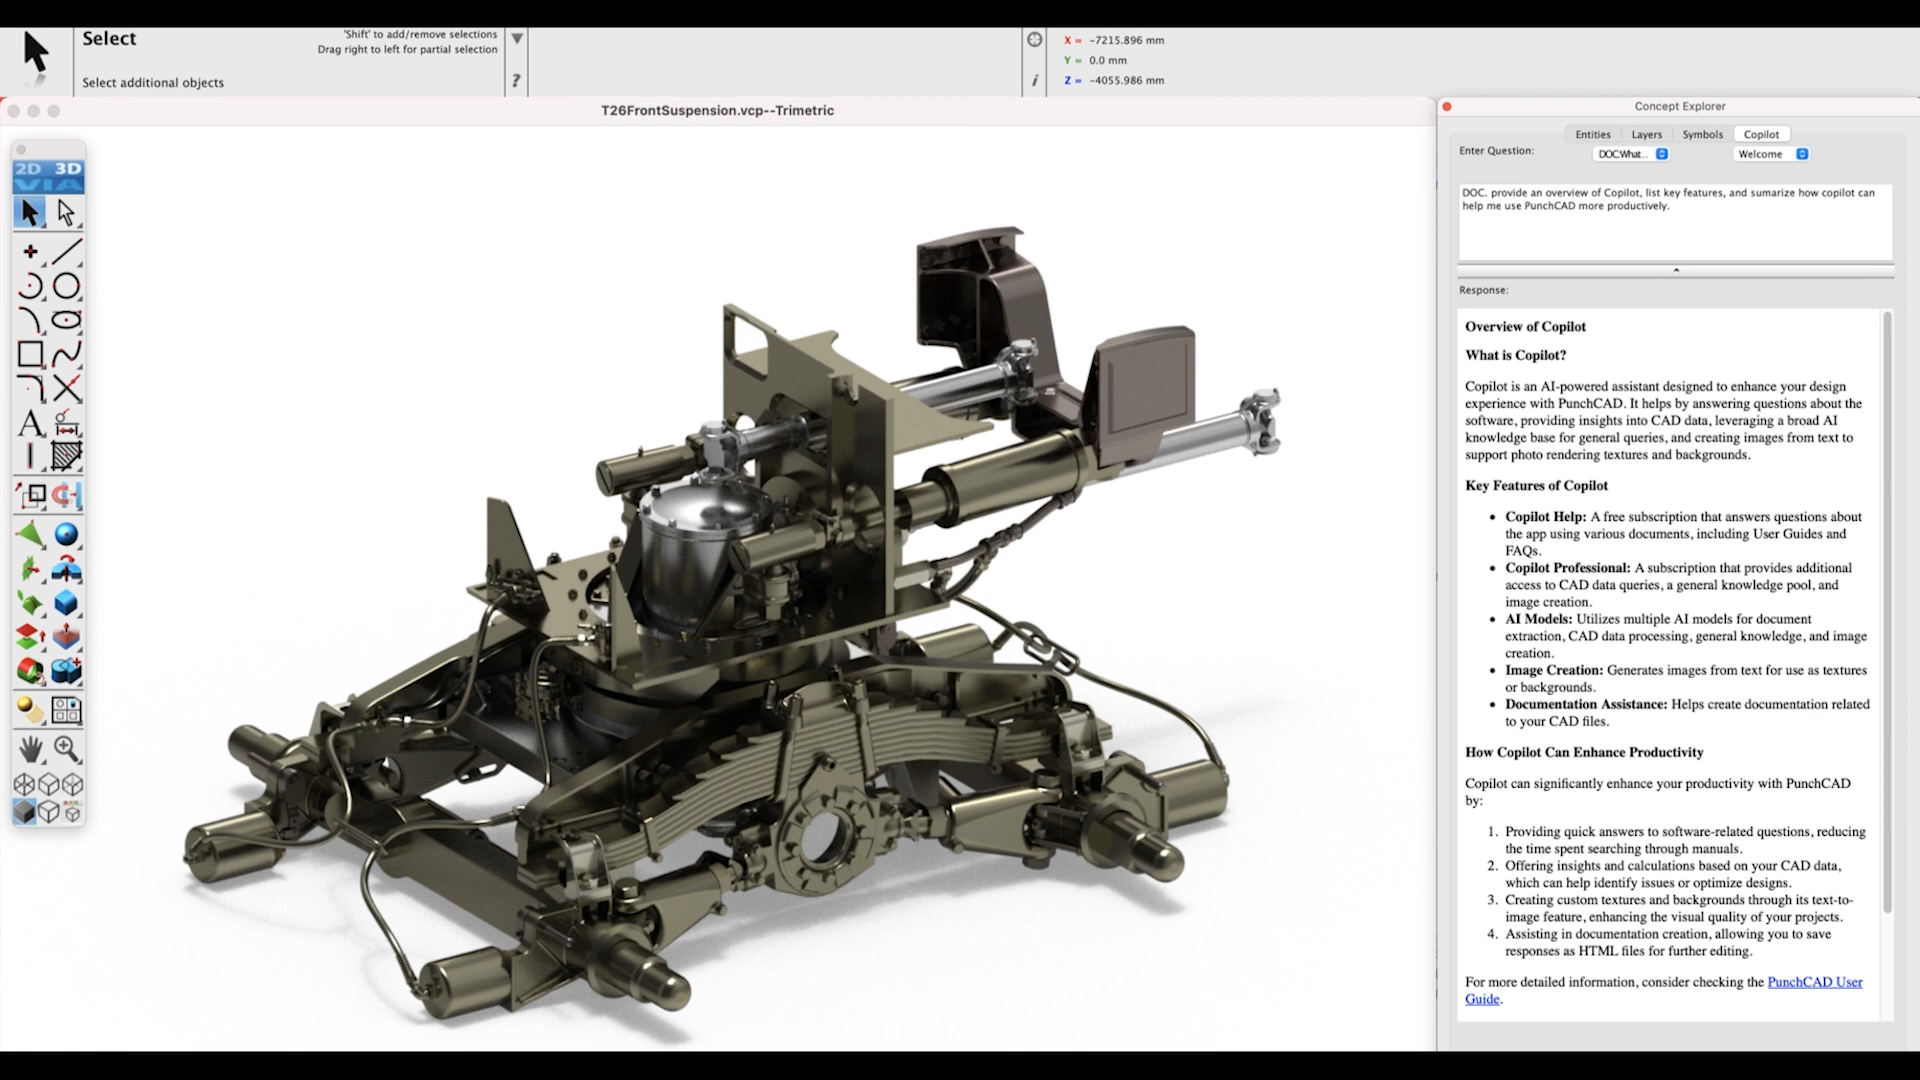 Select
'Shift' to add/remove selections
Drag right to left for partial selection
Select additional objects
?
i
X = -7215.896 mm
Y = 0.0 mm
Z = -4055.986 mm
T26FrontSuspension.vcp--Trimetric
2D 3D
VIA
A
Concept Explorer
Entities Layers Symbols Copilot
Enter Question:
DOC:What.. Welcome
DOC. provide an overview of Copilot, list key features, and sumarize how copilot can
help me use PunchCAD more productively.
Response:
Overview of Copilot
What is Copilot?
Copilot is an AI-powered assistant designed to enhance your design
experience with PunchCAD. It helps by answering questions about the
software, providing insights into CAD data, leveraging a broad AI
knowledge base for general queries, and creating images from text to
support photo rendering textures and backgrounds.
Key Features of Copilot
• Copilot Help: A free subscription that answers questions about
the app using various documents, including User Guides and
FAQs.
• Copilot Professional: A subscription that provides additional
access to CAD data queries, a general knowledge pool, and
image creation.
• AI Models: Utilizes multiple AI models for document
extraction, CAD data processing, general knowledge, and image
creation.
• Image Creation: Generates images from text for use as textures
or backgrounds.
• Documentation Assistance: Helps create documentation related
to your CAD files.
How Copilot Can Enhance Productivity
Copilot can significantly enhance your productivity with PunchCAD
by:
1. Providing quick answers to software-related questions, reducing
the time spent searching through manuals.
2. Offering insights and calculations based on your CAD data,
which can help identify issues or optimize designs.
3. Creating custom textures and backgrounds through its text-to-
image feature, enhancing the visual quality of your projects.
4. Assisting in documentation creation, allowing you to save
responses as HTML files for further editing.
For more detailed information, consider checking the PunchCAD User
Guide.